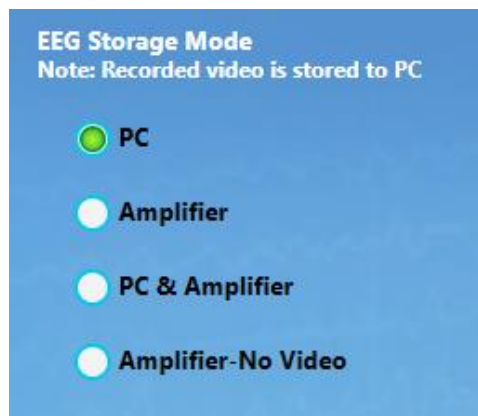 EEG Storage Mode
Note: Recorded video is stored to PC
PC
Amplifier
PC & Amplifier
Amplifier-No Video